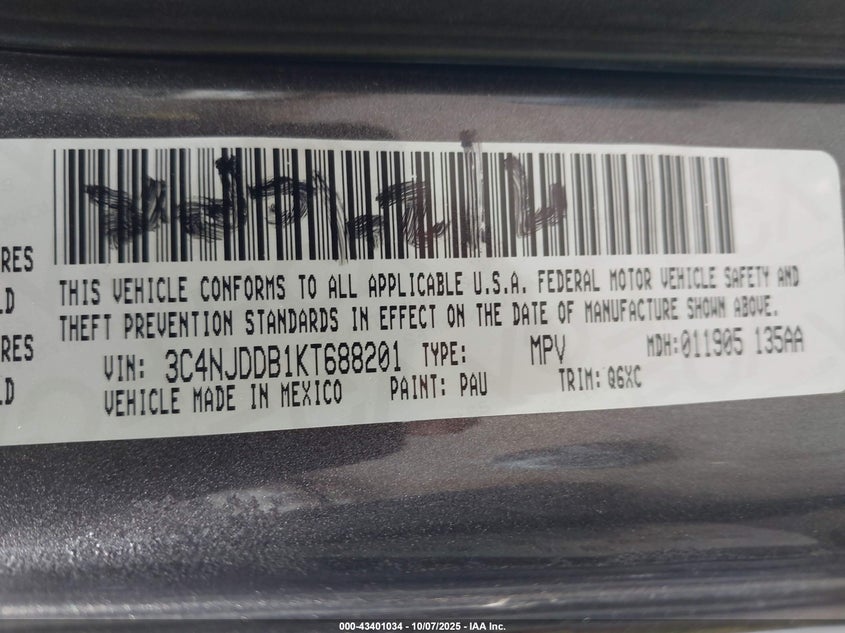 RES
LD
THIS VEHICLE CONFORMS TO ALL APPLICABLE U.S.A. FEDERAL MOTOR VEHICLE SAFETY AND
THEFT PREVENTION STANDARDS IN EFFECT ON THE DATE OF MANUFACTURE SHOWN ABOVE.
RES
LD
VIN: 3C4NJDDB1KT688201 TYPE: MPV MDH:011905 135AA
VEHICLE MADE IN MEXICO PAINT: PAU TRIM: Q6XC
000-43401034 - 10/07/2025 - IAA Inc.